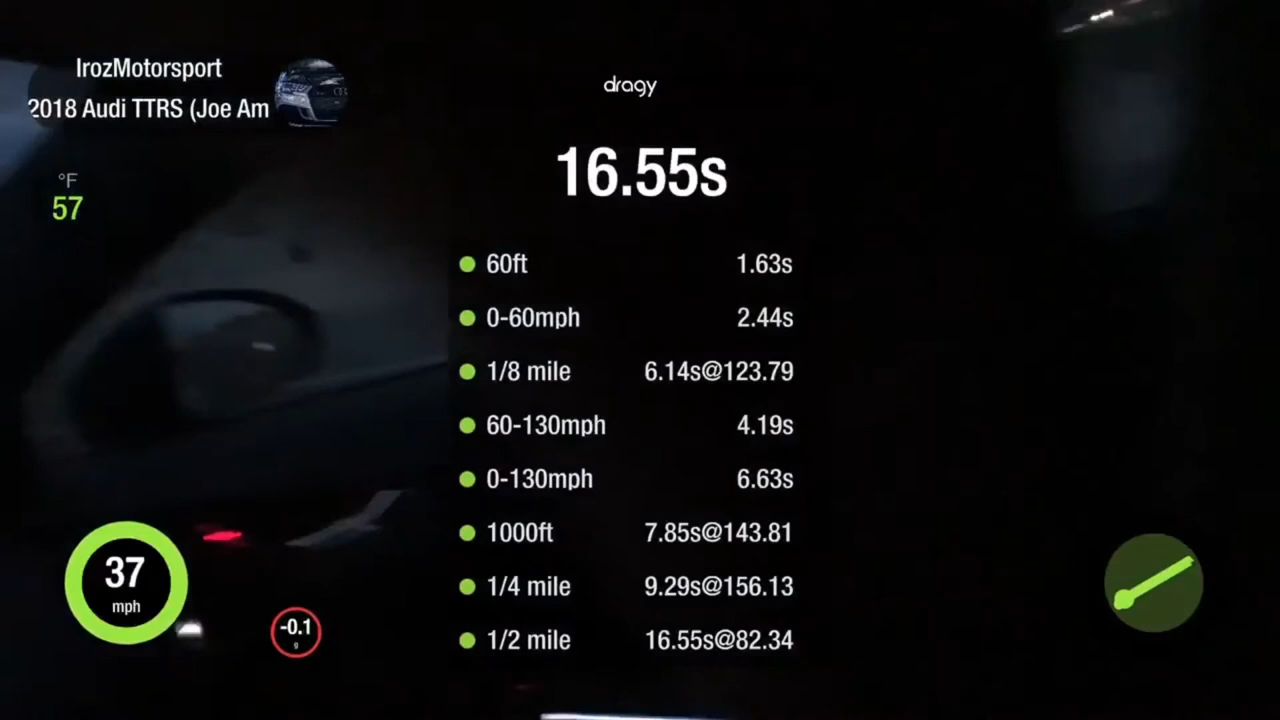 IrozMotorsport
2018 Audi TTRS (Joe Am
dragy
16.55s
°F
57
60ft 1.63s
0-60mph 2.44s
1/8 mile 6.14s@123.79
60-130mph 4.19s
0-130mph 6.63s
1000ft 7.85s@143.81
1/4 mile 9.29s@156.13
1/2 mile 16.55s@82.34
37
mph
-0.1
g